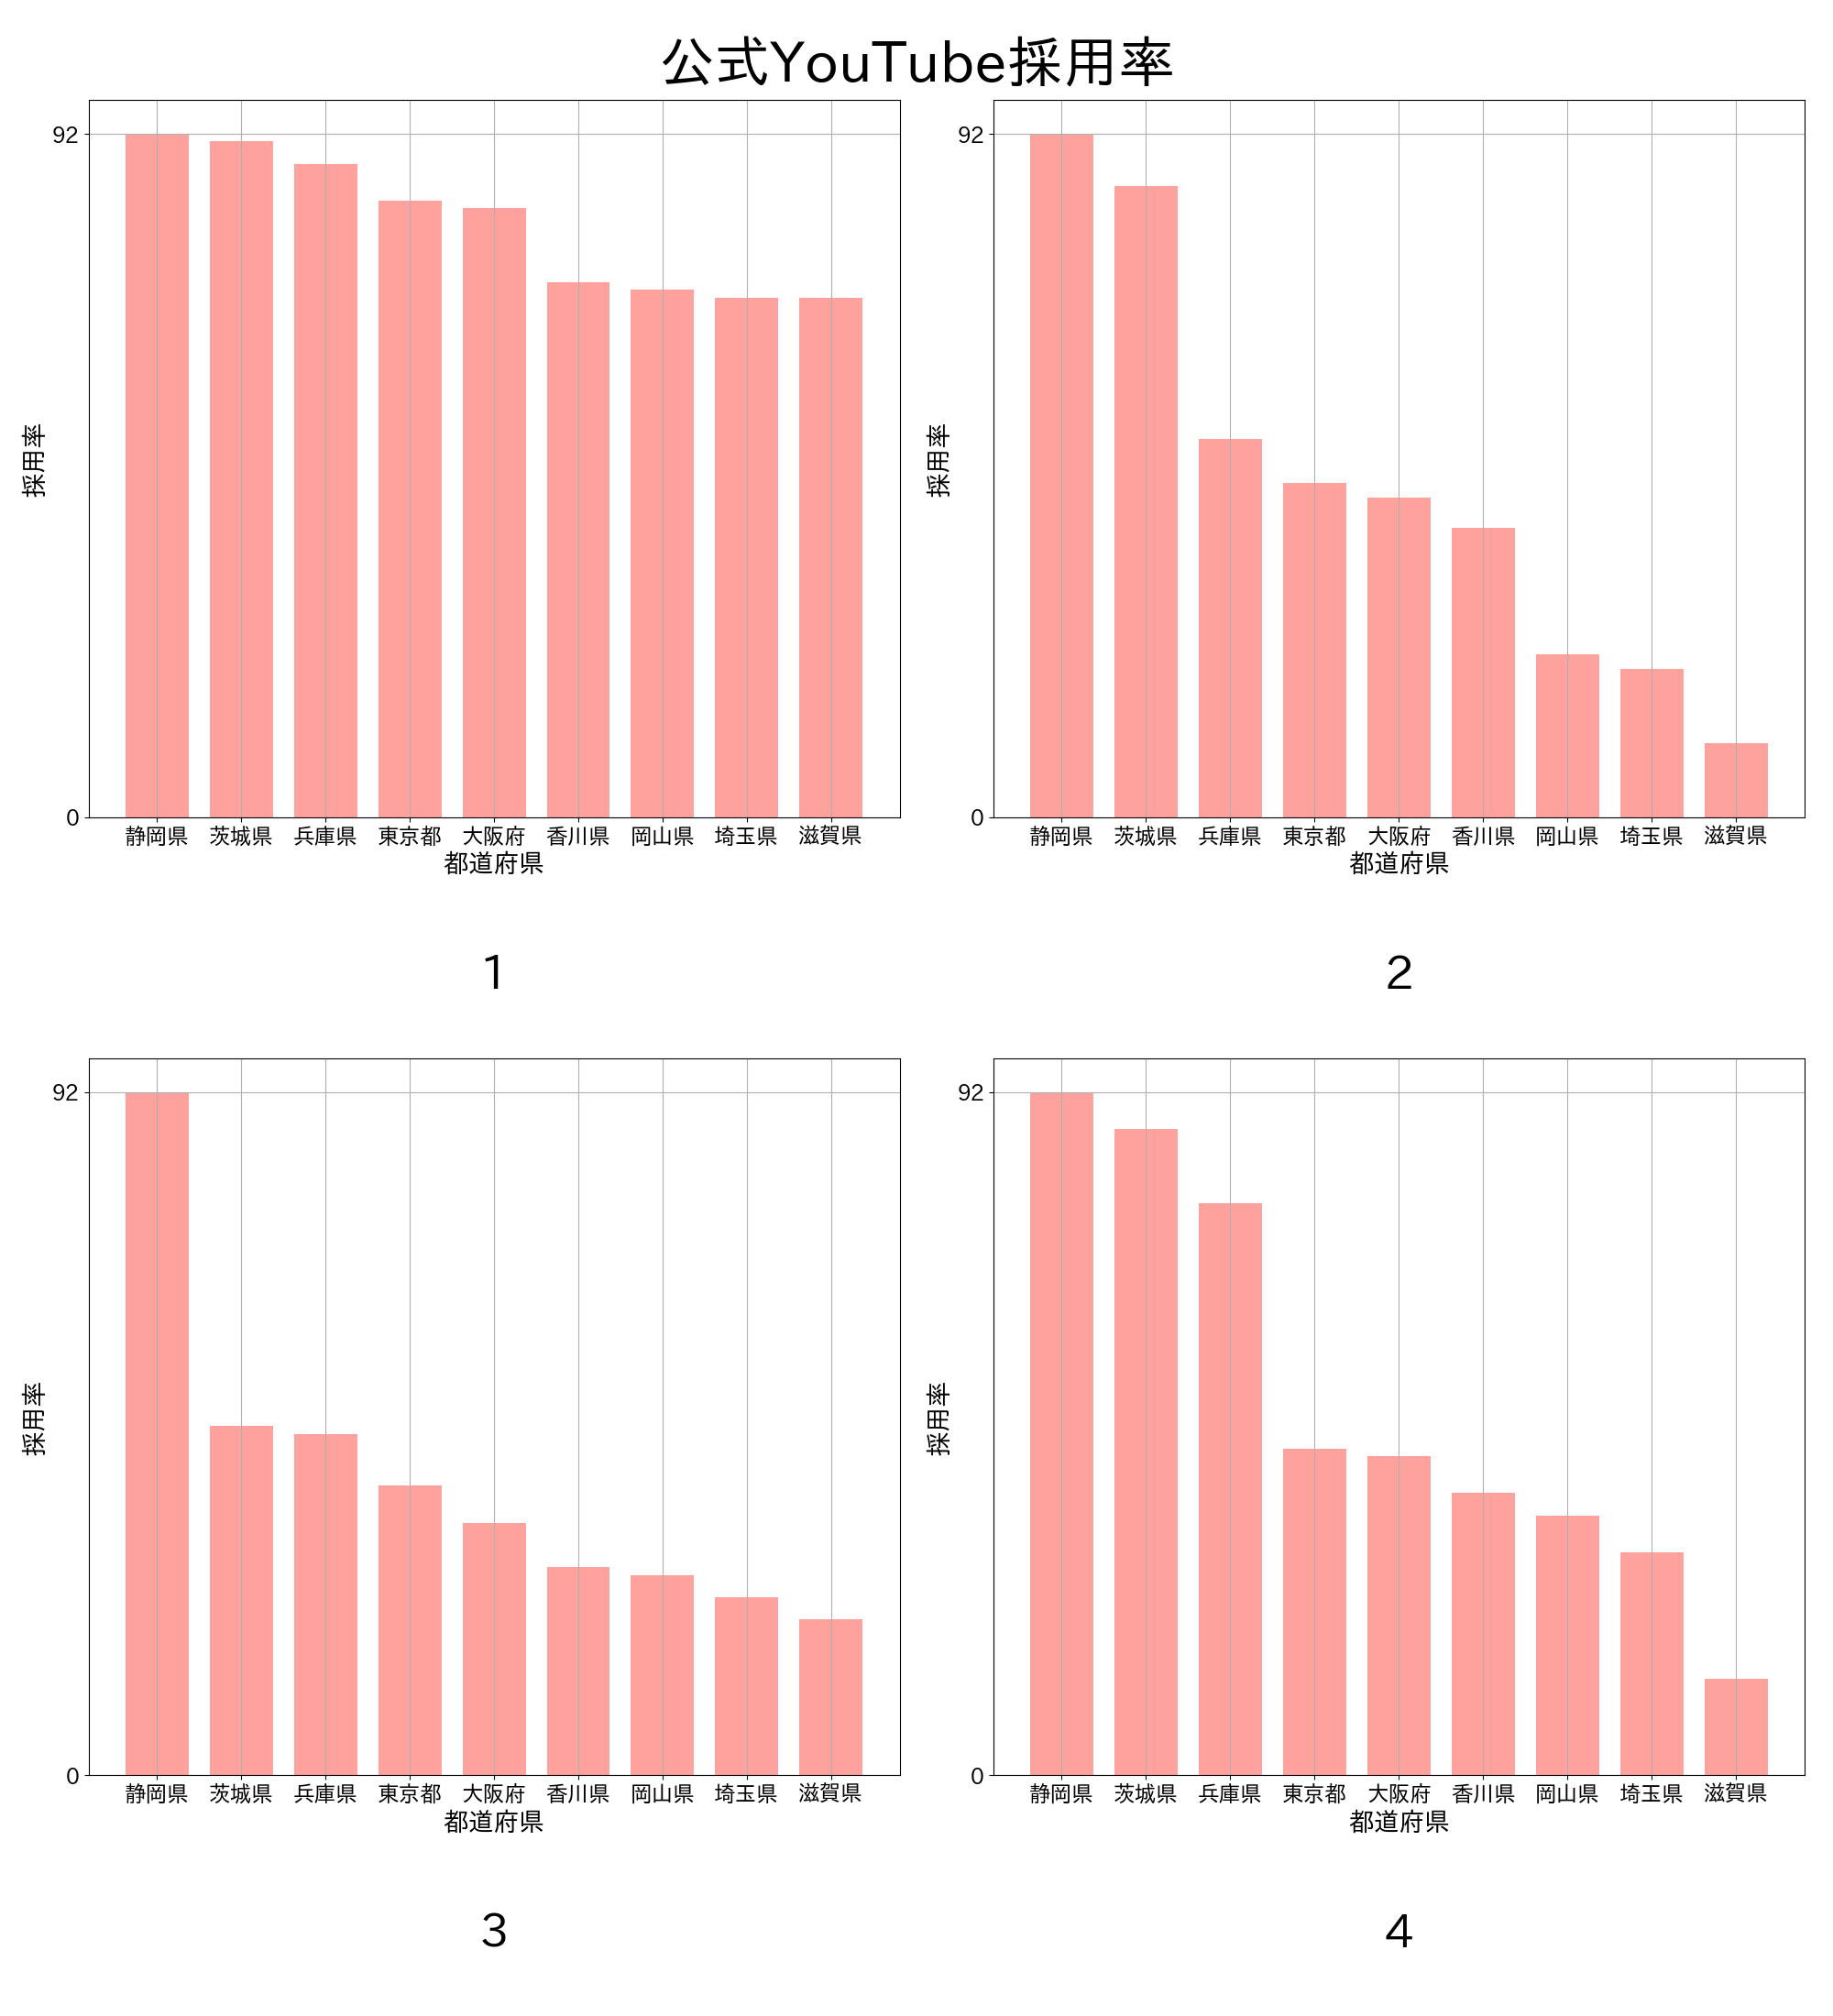 公式YouTube採用率
92
0
採用率
静岡県 茨城県 兵庫県 東京都 大阪府 香川県 岡山県 埼玉県 滋賀県
都道府県
1
92
0
採用率
静岡県 茨城県 兵庫県 東京都 大阪府 香川県 岡山県 埼玉県 滋賀県
都道府県
2
92
0
採用率
静岡県 茨城県 兵庫県 東京都 大阪府 香川県 岡山県 埼玉県 滋賀県
都道府県
3
92
0
採用率
静岡県 茨城県 兵庫県 東京都 大阪府 香川県 岡山県 埼玉県 滋賀県
都道府県
4